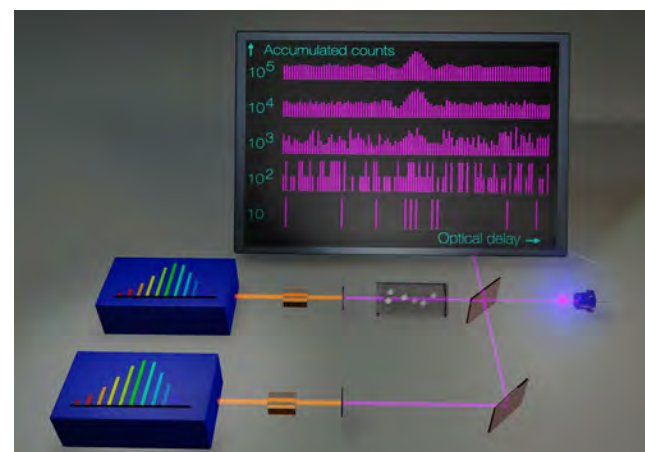 ↑ Accumulated counts
10⁵
10⁴
10³
10²
10
Optical delay →